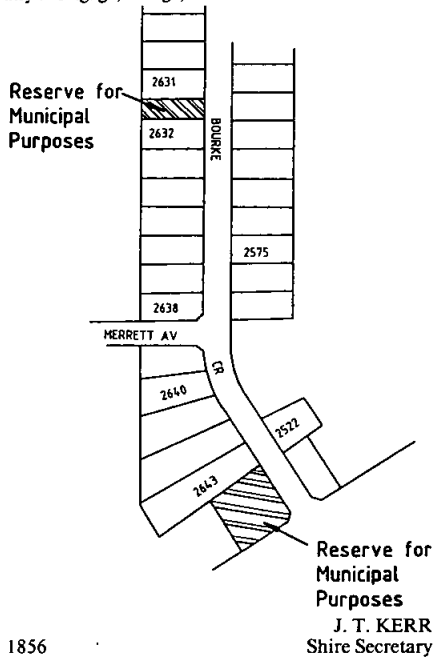 2631
Reserve for
Municipal
Purposes
2632
BOURKE
2575
2638
MERRETT AV
CR
2640
2522
2643
Reserve for
Municipal
Purposes
J. T. KERR
1856 Shire Secretary